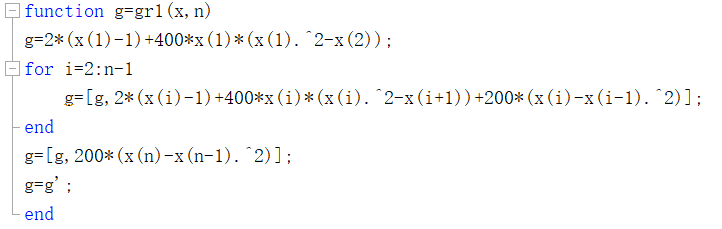 function g=gr1(x,n)
g=2*(x(1)-1)+400*x(1)*(x(1).^2-x(2));
for i=2:n-1
    g=[g,2*(x(i)-1)+400*x(i)*(x(i).^2-x(i+1))+200*(x(i)-x(i-1).^2)];
end
g=[g,200*(x(n)-x(n-1).^2)];
g=g';
end